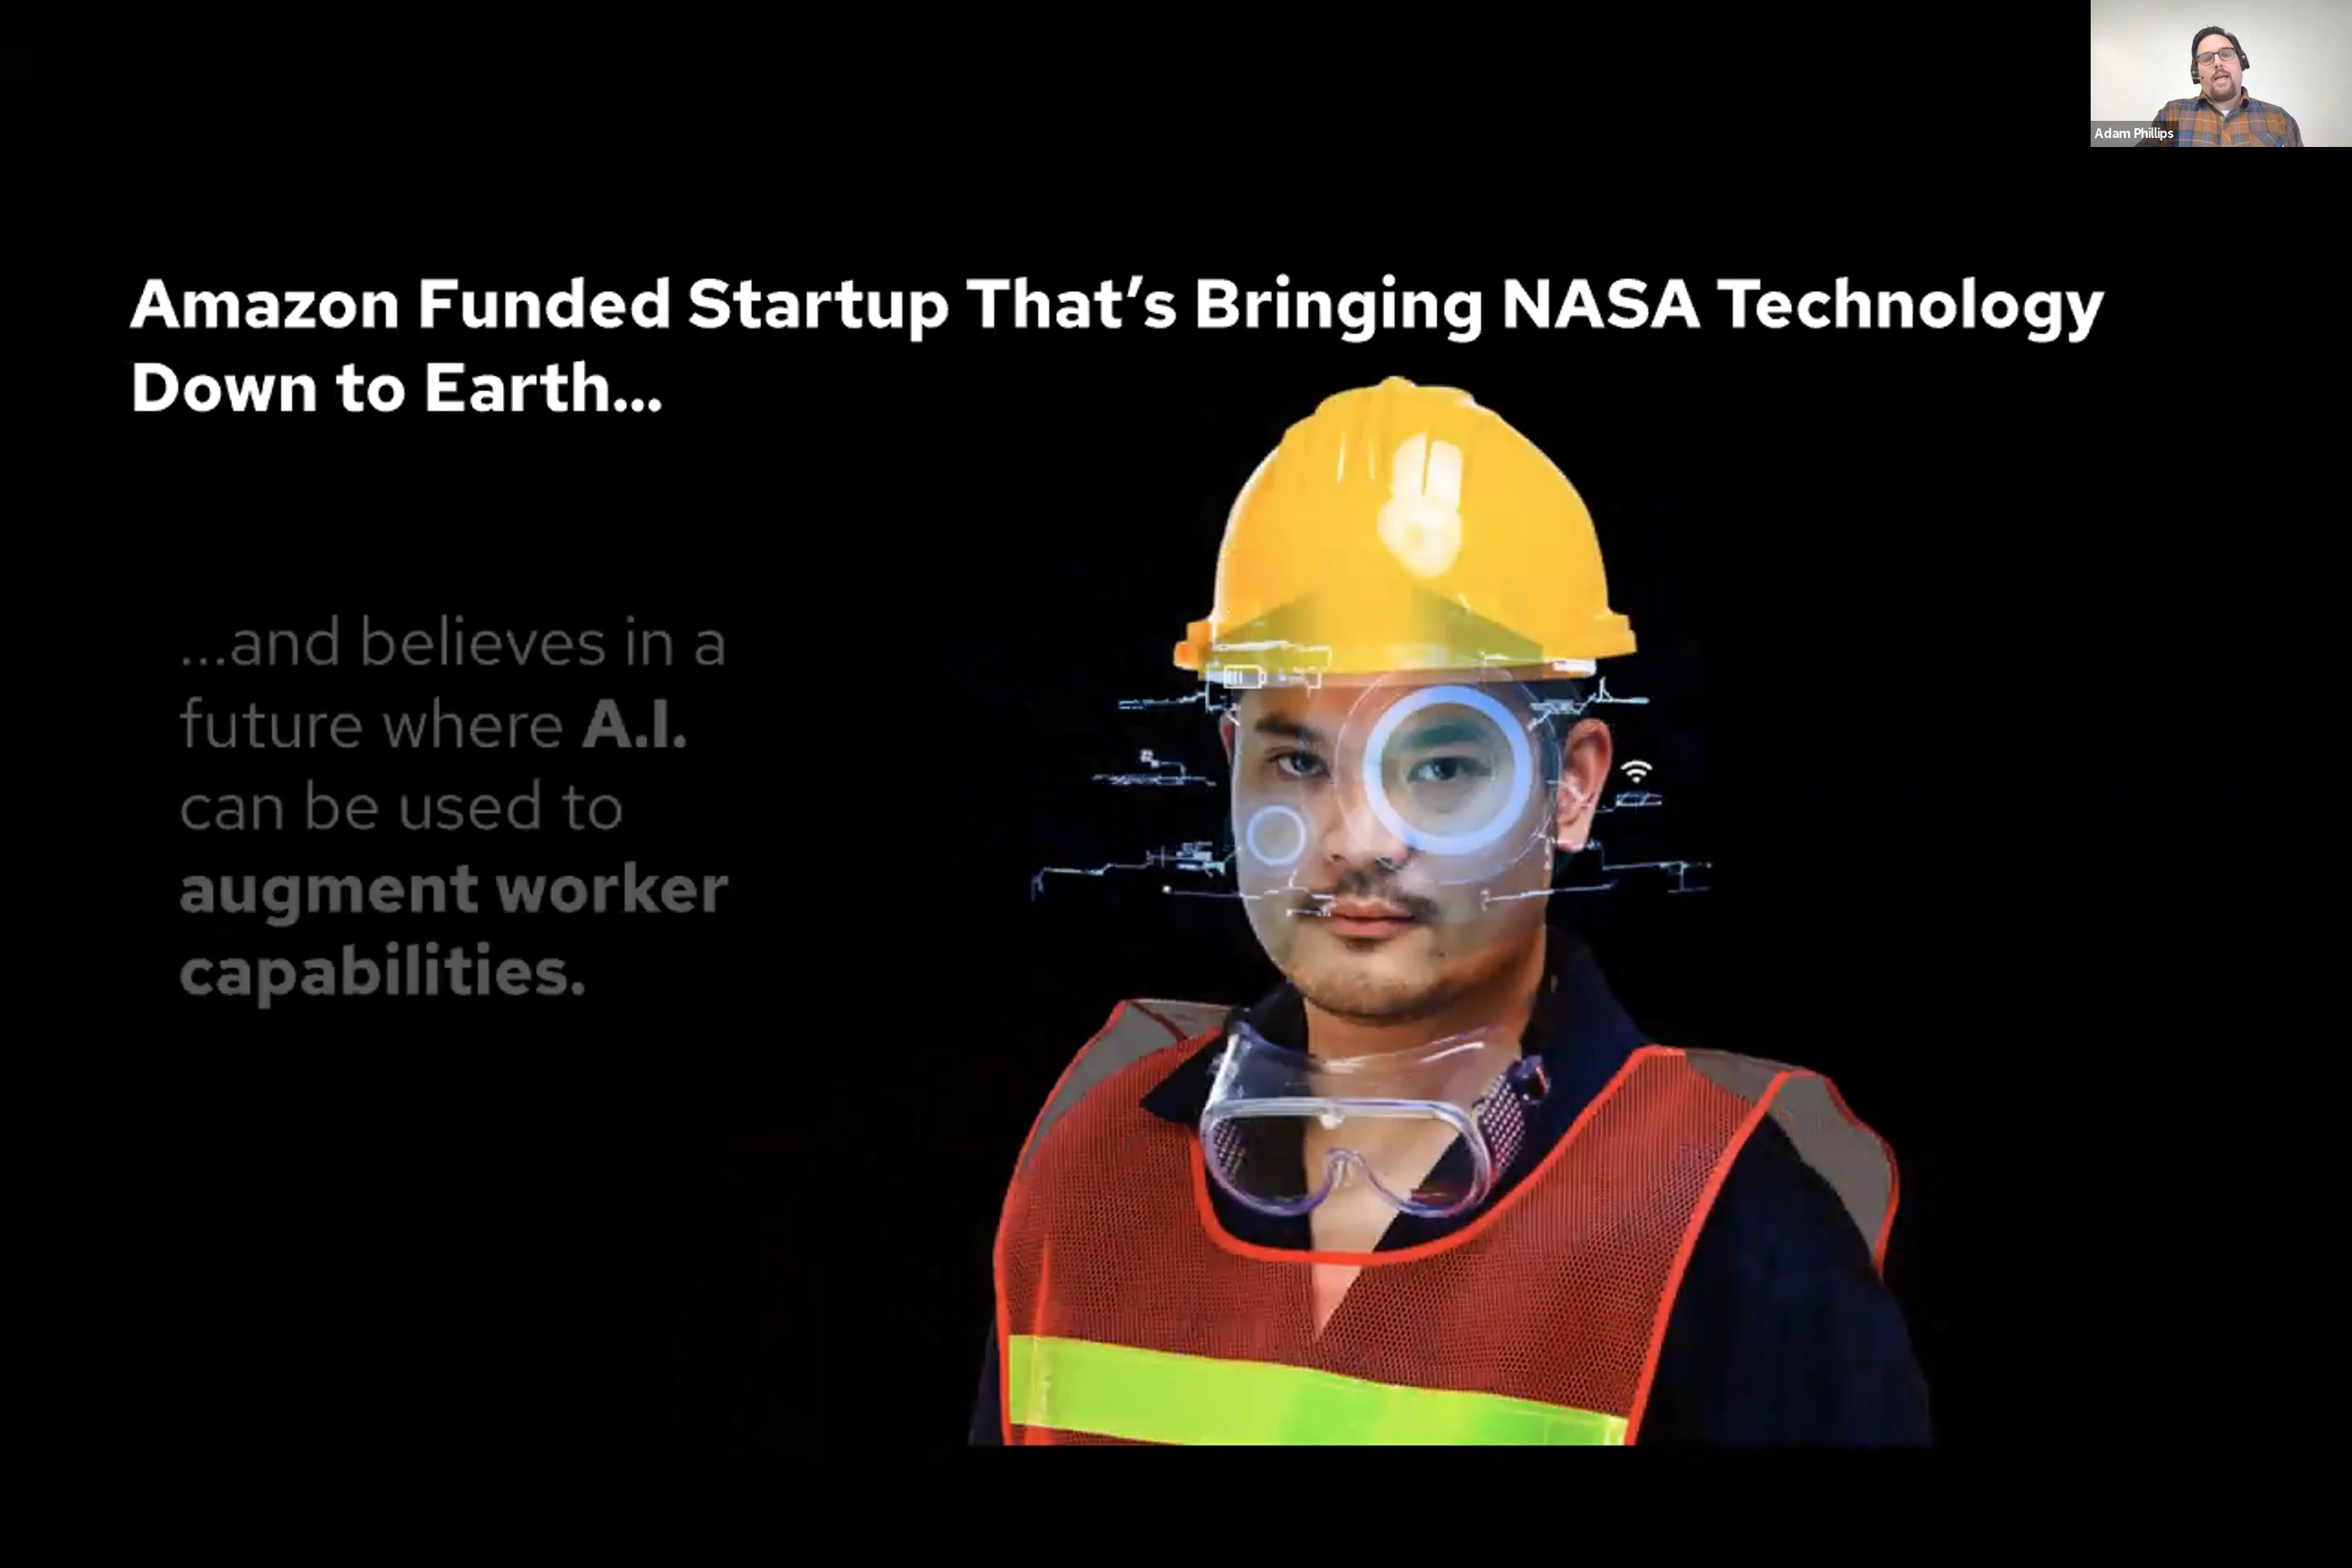 Adam Phillips
Amazon Funded Startup That’s Bringing NASA Technology
Down to Earth...
...and believes in a
future where A.I.
can be used to
augment worker
capabilities.